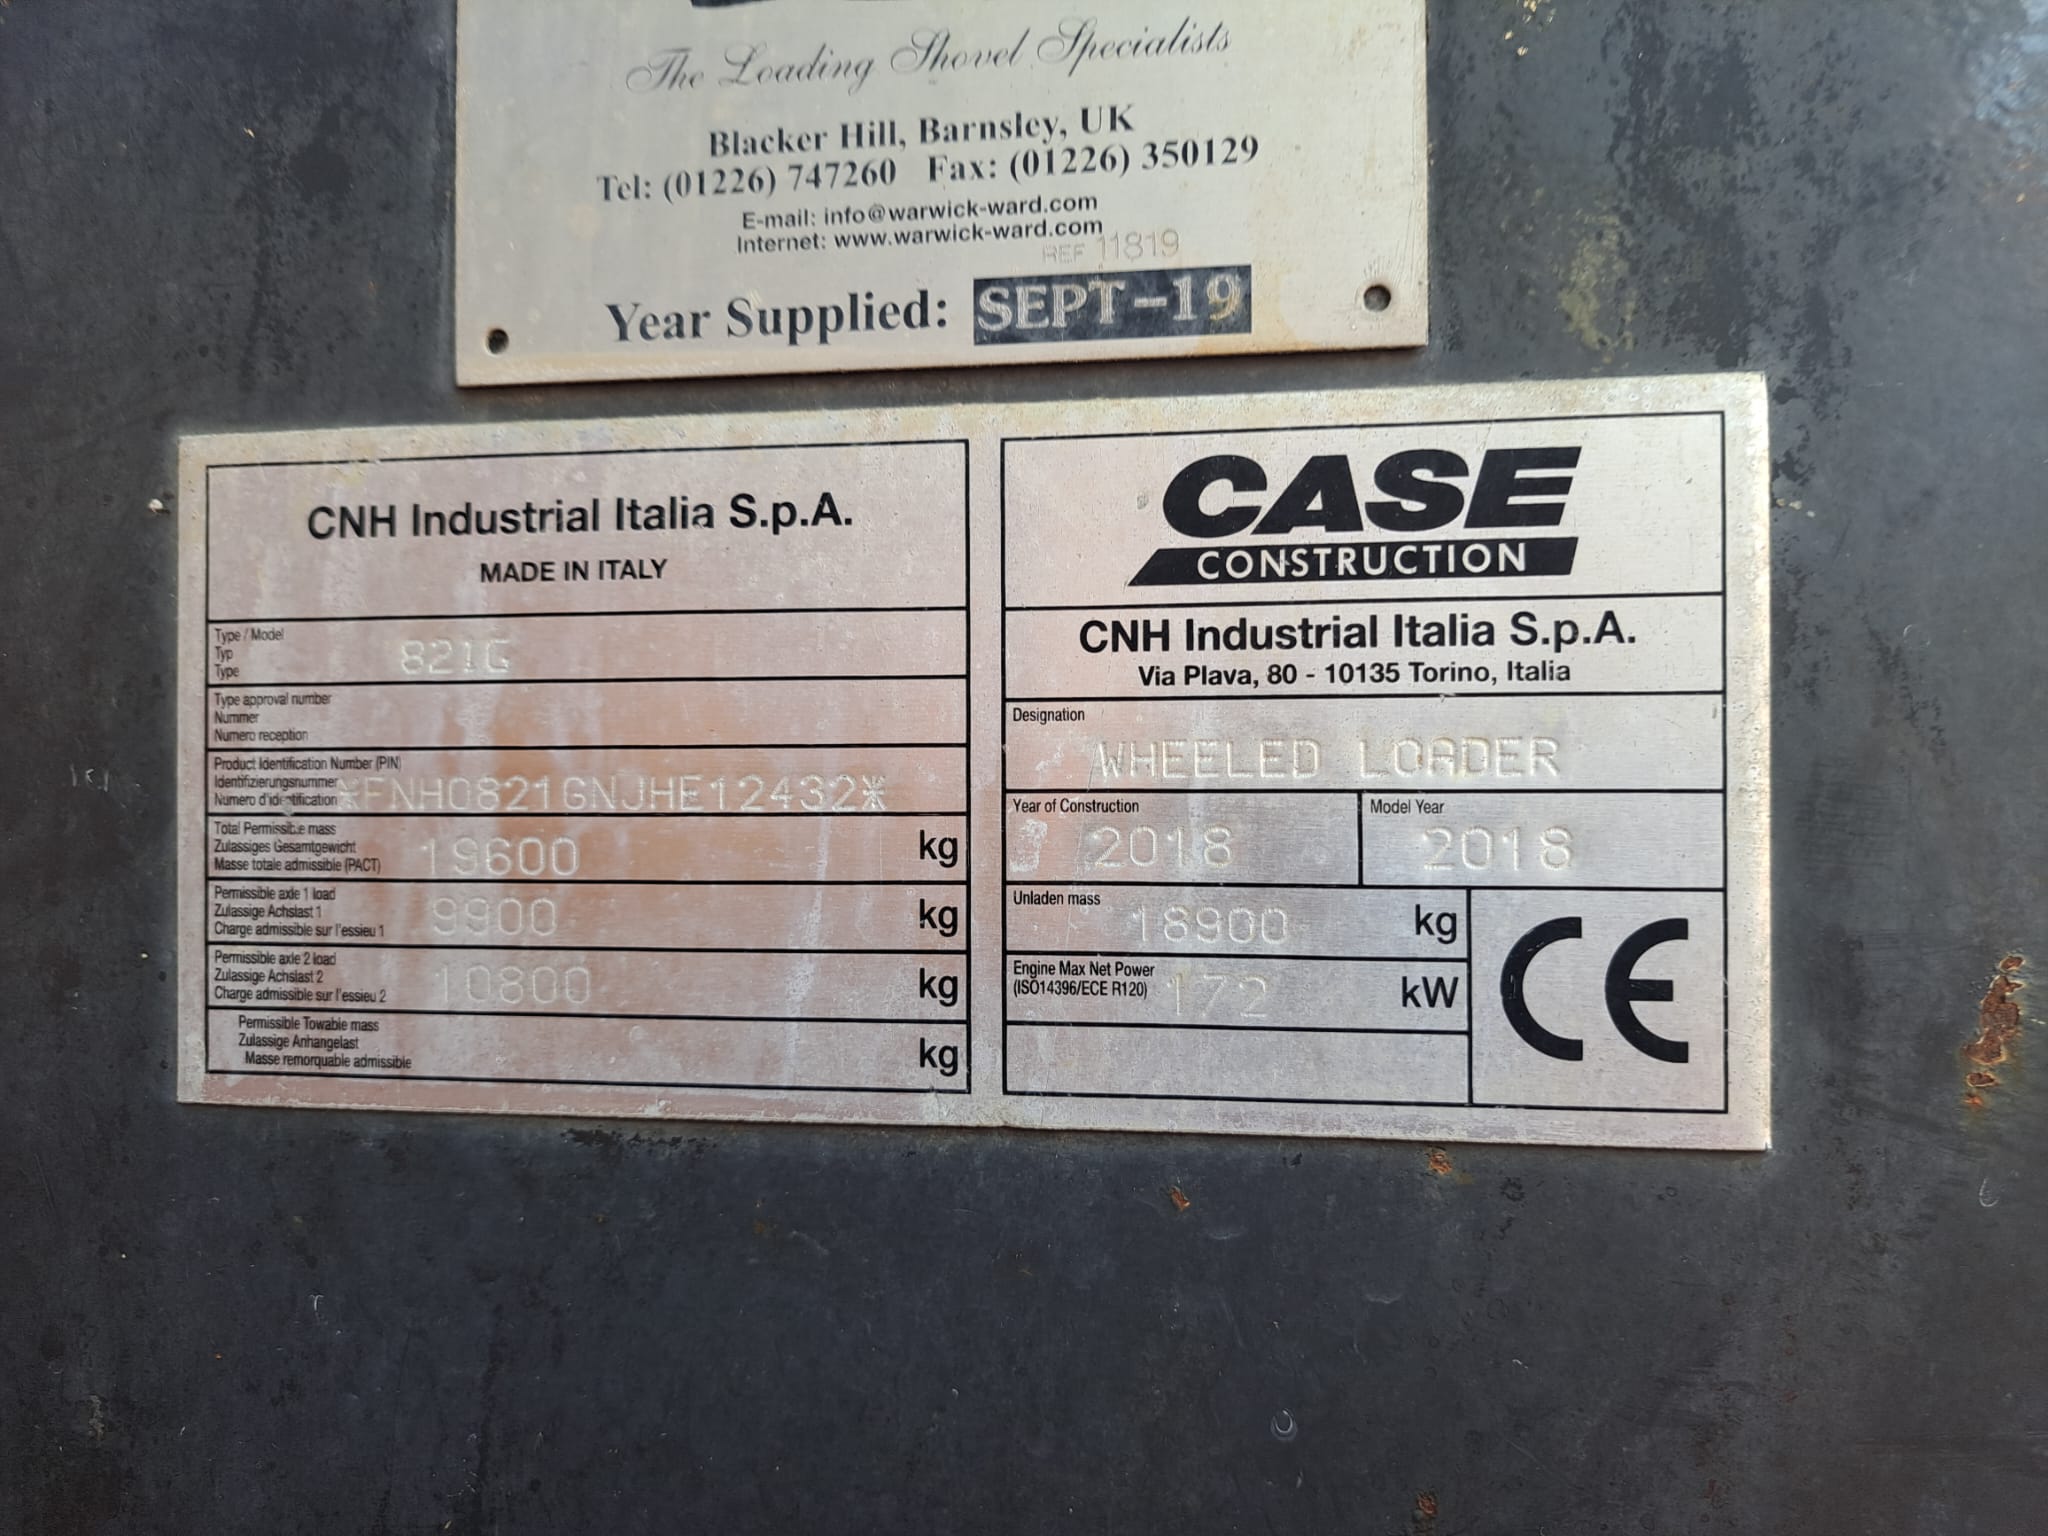 The Loading Shovel Specialists
Blacker Hill, Barnsley, UK
Tel: (01226) 747260 Fax: (01226) 350129
E-mail: info@warwick-ward.com
Internet: www.warwick-ward.com
REF 11819
Year Supplied: SEPT-19
CNH Industrial Italia S.p.A.
MADE IN ITALY
Type / Model
Typ
Type
821G
Type approval number
Nummer
Numero reception
Product Identification Number (PIN)
Identifizierungsnummer
Numero d'identification
*FNH0821GNJHE12432*
Total Permissible mass
Zulassiges Gesamtgewicht
Masse totale admissible (PACT)
19600 kg
Permissible axle 1 load
Zulassige Achslast 1
Charge admissible sur l'essieu 1
9900 kg
Permissible axle 2 load
Zulassige Achslast 2
Charge admissible sur l'essieu 2
10800 kg
Permissible Towable mass
Zulassige Anhangelast
Masse remorquable admissible
kg
CASE
CONSTRUCTION
CNH Industrial Italia S.p.A.
Via Plava, 80 - 10135 Torino, Italia
Designation
WHEELED LOADER
Year of Construction
2018
Model Year
2018
Unladen mass
18900 kg
Engine Max Net Power
(ISO14396/ECE R120)
172 kW
CE